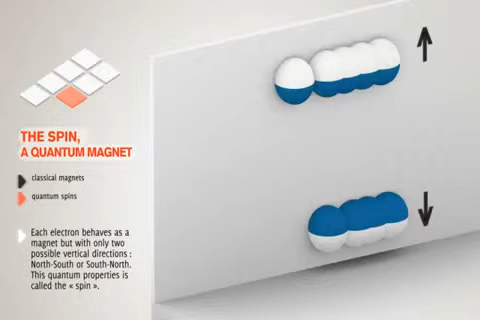 THE SPIN,
A QUANTUM MAGNET
classical magnets
quantum spins
Each electron behaves as a
magnet but with only two
possible vertical directions :
North-South or South-North.
This quantum properties is
called the « spin ».